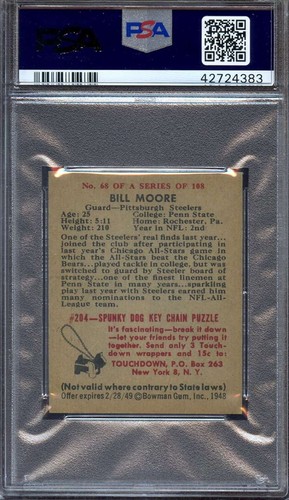 PSA
PSA
PSA
42724383
No. 68 OF A SERIES OF 108
BILL MOORE
Guard—Pittsburgh Steelers
Age: 25 College: Penn State
Height: 5:11 Home: Rochester, Pa.
Weight: 210 Year in NFL: 2nd
One of the Steelers' real finds last year...
joined the club after participating in
last year's Chicago All-Stars game in
which the All-Stars beat the Chicago
Bears...played tackle in college, but was
switched to guard by Steeler board of
strategy...one of the finest linemen at
Penn State in many years...sparkling
play last year with Steelers earned him
many nominations to the NFL-All-
League team.
#204—SPUNKY DOG KEY CHAIN PUZZLE
It's fascinating—break it down
—let your friends try putting it
together. Send only 3 Touch-
down wrappers and 15c to:
TOUCHDOWN, P.O. Box 263
New York 8, N. Y.
(Not valid where contrary to State laws)
Offer expires 2/28/49 ©Bowman Gum, Inc., 1948